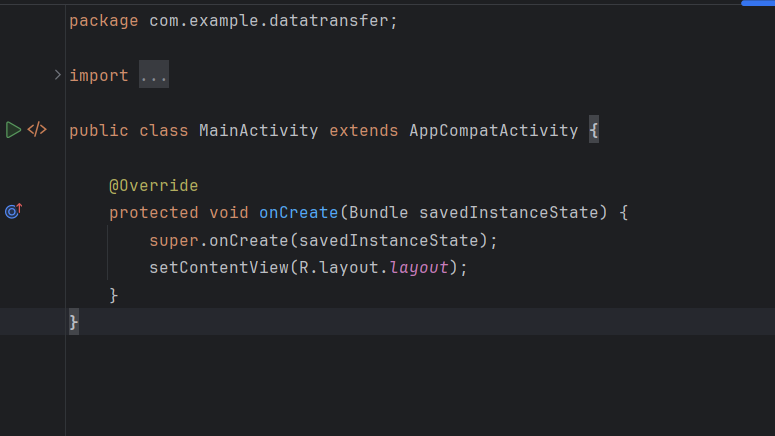 package com.example.datatransfer;
import ...
public class MainActivity extends AppCompatActivity {
@Override
protected void onCreate(Bundle savedInstanceState) {
super.onCreate(savedInstanceState);
setContentView(R.layout.layout);
}
}